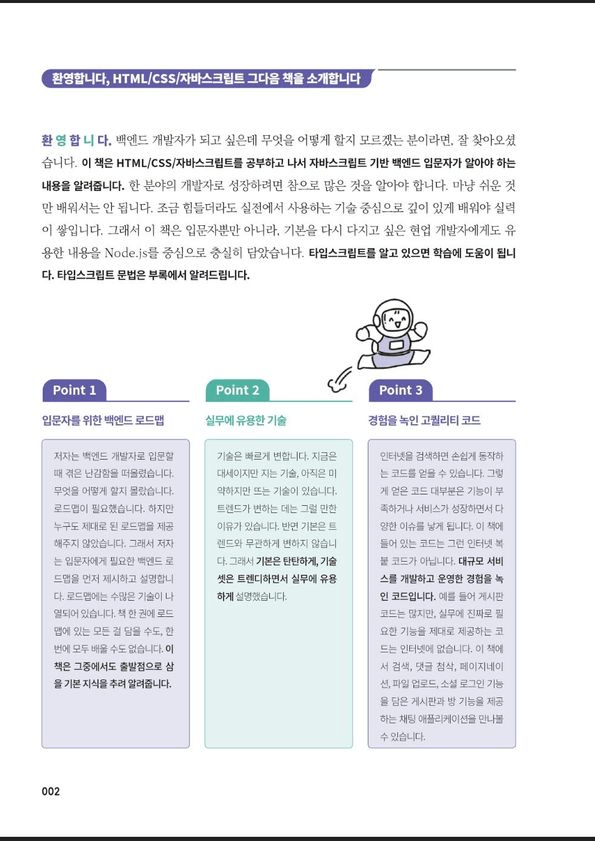 환영합니다, HTML/CSS/자바스크립트 그다음 책을 소개합니다
환영합니다. 백엔드 개발자가 되고 싶은데 무엇을 어떻게 할지 모르겠는 분이라면, 잘 찾아오셨
습니다. 이 책은 HTML/CSS/자바스크립트를 공부하고 나서 자바스크립트 기반 백엔드 입문자가 알아야 하는
내용을 알려줍니다. 한 분야의 개발자로 성장하려면 참으로 많은 것을 알아야 합니다. 마냥 쉬운 것
만 배워서는 안 됩니다. 조금 힘들더라도 실전에서 사용하는 기술 중심으로 깊이 있게 배워야 실력
이 쌓입니다. 그래서 이 책은 입문자뿐만 아니라, 기본을 다시 다지고 싶은 현업 개발자에게도 유
용한 내용을 Node.js를 중심으로 충실히 담았습니다. 타입스크립트를 알고 있으면 학습에 도움이 됩니
다. 타입스크립트 문법은 부록에서 알려드립니다.
Point 1
입문자를 위한 백엔드 로드맵
저자는 백엔드 개발자로 입문할
때 겪은 난감함을 떠올렸습니다.
무엇을 어떻게 할지 몰랐습니다.
로드맵이 필요했습니다. 하지만
누구도 제대로 된 로드맵을 제공
해주지 않았습니다. 그래서 저자
는 입문자에게 필요한 백엔드 로
드맵을 먼저 제시하고 설명합니
다. 로드맵에는 수많은 기술이 나
열되어 있습니다. 책 한 권에 로드
맵에 있는 모든 걸 담을 수도, 한
번에 모두 배울 수도 없습니다. 이
책은 그중에서도 출발점으로 삼
을 기본 지식을 추려 알려줍니다.
Point 2
실무에 유용한 기술
기술은 빠르게 변합니다. 지금은
대세이지만 지는 기술, 아직은 미
약하지만 뜨는 기술이 있습니다.
트렌드가 변하는 데는 그럴 만한
이유가 있습니다. 반면 기본은 트
렌드와 무관하게 변하지 않습니
다. 그래서 기본은 탄탄하게, 기술
셋은 트렌디하면서 실무에 유용
하게 설명했습니다.
Point 3
경험을 녹인 고퀄리티 코드
인터넷을 검색하면 손쉽게 동작하
는 코드를 얻을 수 있습니다. 그렇
게 얻은 코드 대부분은 기능이 부
족하거나 서비스가 성장하면서 다
양한 이슈를 낳게 됩니다. 이 책에
들어 있는 코드는 그런 인터넷 복
붙 코드가 아닙니다. 대규모 서비
스를 개발하고 운영한 경험을 녹
인 코드입니다. 예를 들어 게시판
코드는 많지만, 실무에 진짜로 필
요한 기능을 제대로 제공하는 코
드는 인터넷에 없습니다. 이 책에
서 검색, 댓글 첨삭, 페이지네이
션, 파일 업로드, 소셜 로그인 기능
을 담은 게시판과 방 기능을 제공
하는 채팅 애플리케이션을 만나볼
수 있습니다.
002